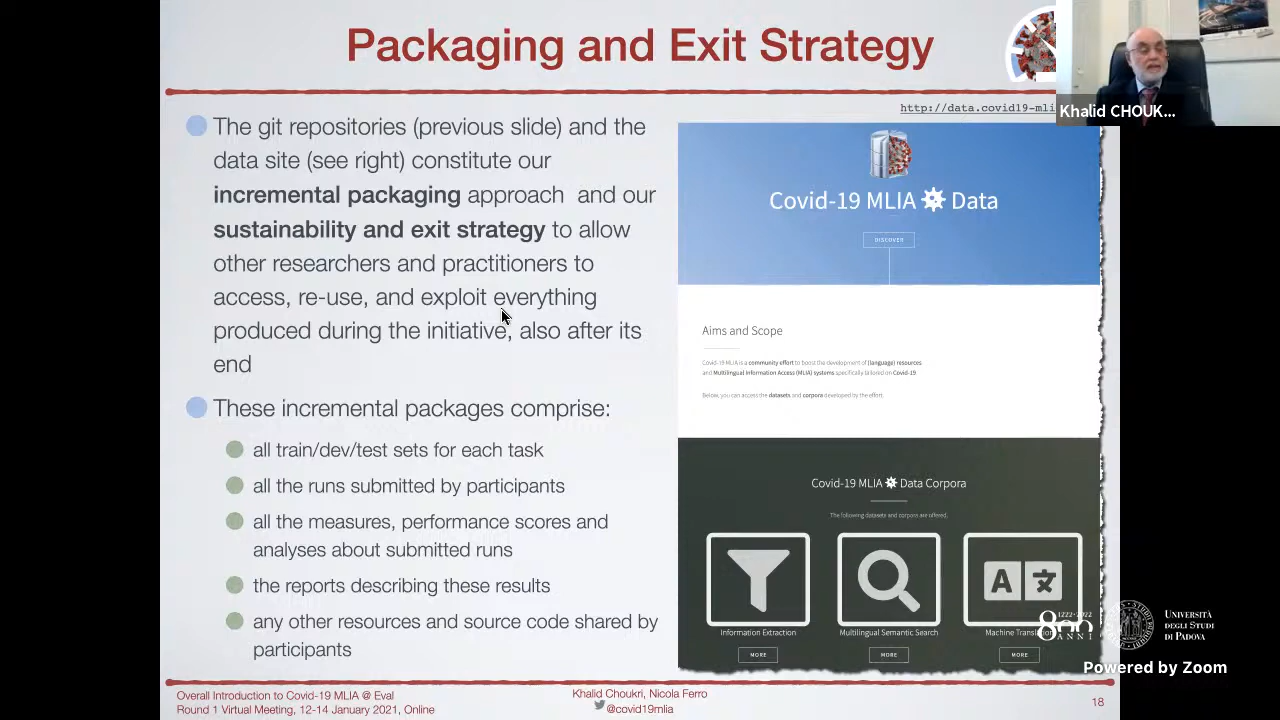 Packaging and Exit Strategy
http://data.covid19-mli
Khalid CHOUK...
The git repositories (previous slide) and the
data site (see right) constitute our
incremental packaging approach and our
sustainability and exit strategy to allow
other researchers and practitioners to
access, re-use, and exploit everything
produced during the initiative, also after its
end
These incremental packages comprise:
all train/dev/test sets for each task
all the runs submitted by participants
all the measures, performance scores and
analyses about submitted runs
the reports describing these results
any other resources and source code shared by
participants
Covid-19 MLIA Data
DISCOVER
Aims and Scope
Covid-19 MLIA is a community effort to boost the development of (language) resources
and Multilingual Information Access (MLIA) systems specifically tailored on Covid-19
Below, you can access the datasets and corpora developed by the effort.
Covid-19 MLIA Data Corpora
The following datasets and corpora are offered.
A 文
Information Extraction
Multilingual Semantic Search
Machine Translation
MORE
MORE
MORE
1222-2022
800
ANNI
UNIVERSITÀ
DEGLI STUDI
DI PADOVA
Powered by Zoom
Overall Introduction to Covid-19 MLIA @ Eval
Round 1 Virtual Meeting, 12-14 January 2021, Online
Khalid Choukri, Nicola Ferro
@covid19mlia
18